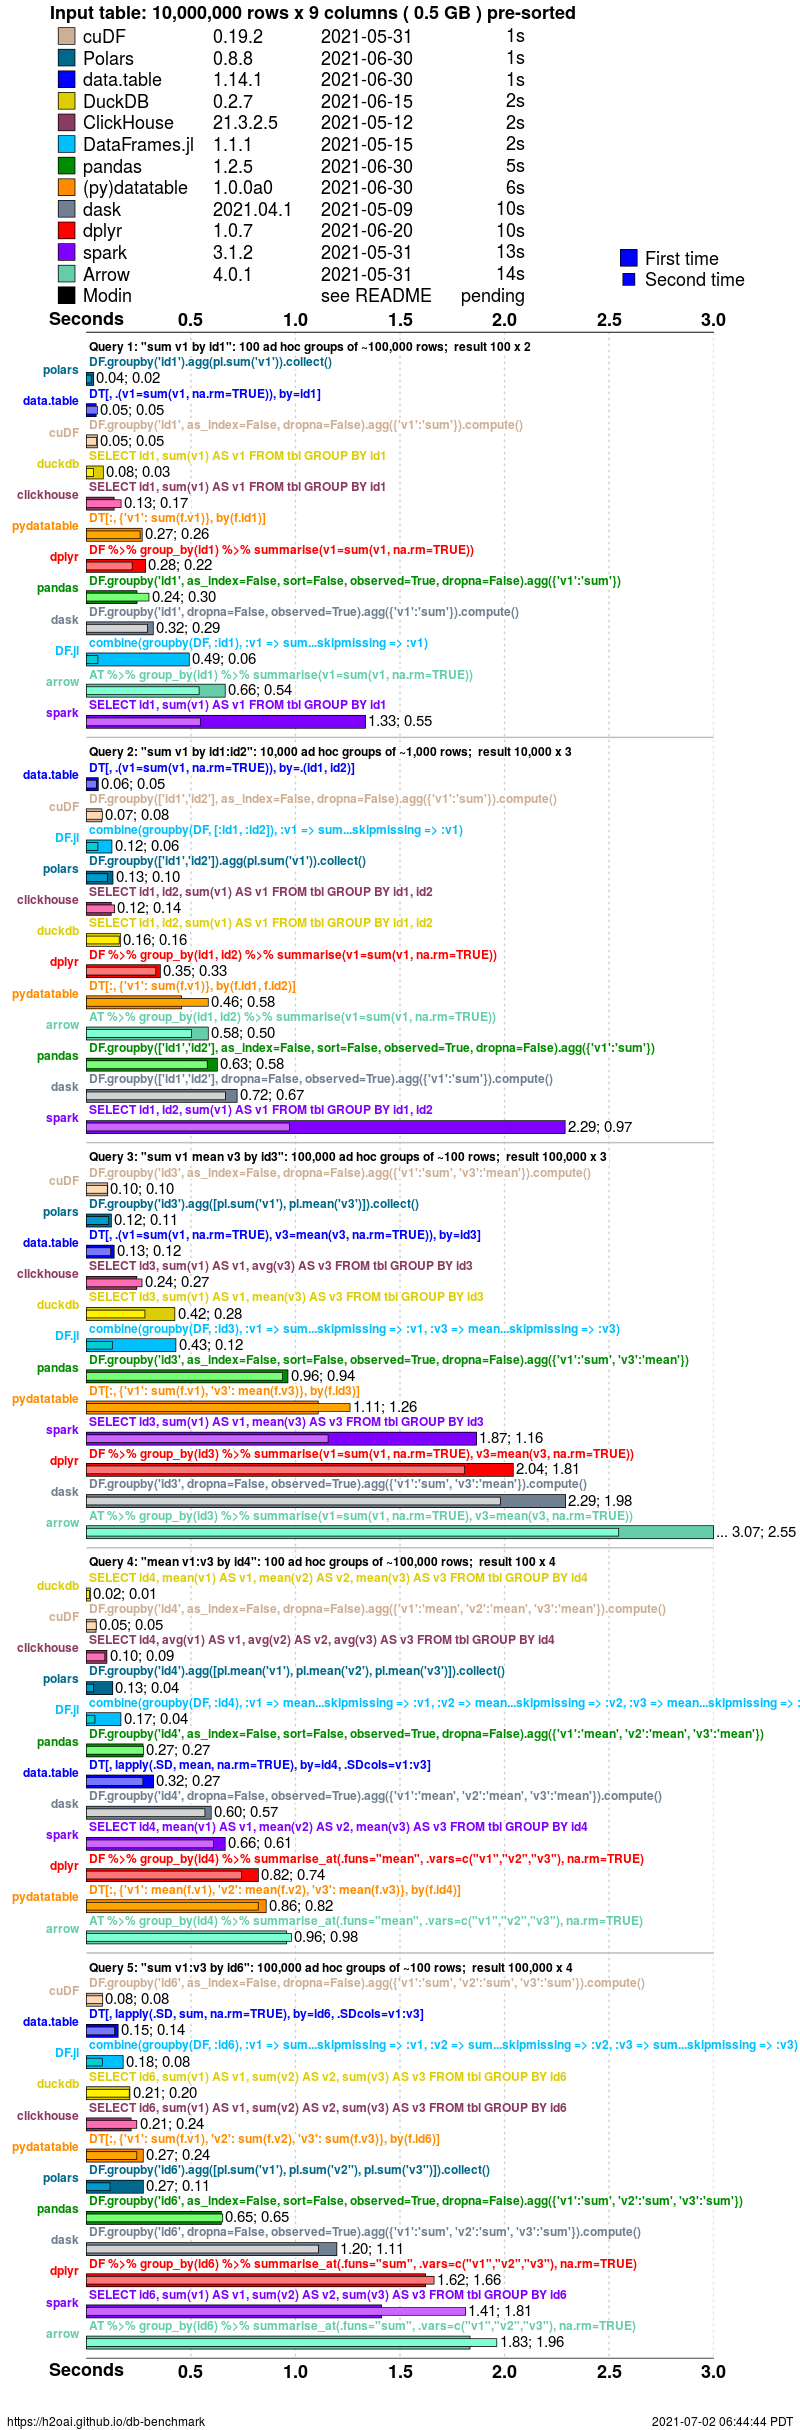 Input table: 10,000,000 rows x 9 columns ( 0.5 GB ) pre-sorted
cuDF 0.19.2 2021-05-31 1s
Polars 0.8.8 2021-06-30 1s
data.table 1.14.1 2021-06-30 1s
DuckDB 0.2.7 2021-06-15 2s
ClickHouse 21.3.2.5 2021-05-12 2s
DataFrames.jl 1.1.1 2021-05-15 2s
pandas 1.2.5 2021-06-30 5s
(py)datatable 1.0.0a0 2021-06-30 6s
dask 2021.04.1 2021-05-09 10s
dplyr 1.0.7 2021-06-20 10s
spark 3.1.2 2021-05-31 13s
Arrow 4.0.1 2021-05-31 14s
Modin see README pending
First time
Second time
Seconds 0.5 1.0 1.5 2.0 2.5 3.0
Query 1: "sum v1 by id1": 100 ad hoc groups of ~100,000 rows; result 100 x 2
DF.groupby('id1').agg(pl.sum('v1')).collect()
polars 0.04; 0.02
DT[, .(v1=sum(v1, na.rm=TRUE)), by=id1]
data.table 0.05; 0.05
DF.groupby('id1', as_index=False, dropna=False).agg({'v1':'sum'}).compute()
cuDF 0.05; 0.05
SELECT id1, sum(v1) AS v1 FROM tbl GROUP BY id1
duckdb 0.08; 0.03
SELECT id1, sum(v1) AS v1 FROM tbl GROUP BY id1
clickhouse 0.13; 0.17
DT[:, {'v1': sum(f.v1)}, by(f.id1)]
pydatatable 0.27; 0.26
DF %>% group_by(id1) %>% summarise(v1=sum(v1, na.rm=TRUE))
dplyr 0.28; 0.22
DF.groupby('id1', as_index=False, sort=False, observed=True, dropna=False).agg({'v1':'sum'})
pandas 0.24; 0.30
DF.groupby('id1', dropna=False, observed=True).agg({'v1':'sum'}).compute()
dask 0.32; 0.29
combine(groupby(DF, :id1), :v1 => sum...skipmissing => :v1)
DF.jl 0.49; 0.06
AT %>% group_by(id1) %>% summarise(v1=sum(v1, na.rm=TRUE))
arrow 0.66; 0.54
SELECT id1, sum(v1) AS v1 FROM tbl GROUP BY id1
spark 1.33; 0.55
Query 2: "sum v1 by id1:id2": 10,000 ad hoc groups of ~1,000 rows; result 10,000 x 3
DT[, .(v1=sum(v1, na.rm=TRUE)), by=.(id1, id2)]
data.table 0.06; 0.05
DF.groupby(['id1','id2'], as_index=False, dropna=False).agg({'v1':'sum'}).compute()
cuDF 0.07; 0.08
combine(groupby(DF, [:id1, :id2]), :v1 => sum...skipmissing => :v1)
DF.jl 0.12; 0.06
DF.groupby(['id1','id2']).agg(pl.sum('v1')).collect()
polars 0.13; 0.10
SELECT id1, id2, sum(v1) AS v1 FROM tbl GROUP BY id1, id2
clickhouse 0.12; 0.14
SELECT id1, id2, sum(v1) AS v1 FROM tbl GROUP BY id1, id2
duckdb 0.16; 0.16
DF %>% group_by(id1, id2) %>% summarise(v1=sum(v1, na.rm=TRUE))
dplyr 0.35; 0.33
DT[:, {'v1': sum(f.v1)}, by(f.id1, f.id2)]
pydatatable 0.46; 0.58
AT %>% group_by(id1, id2) %>% summarise(v1=sum(v1, na.rm=TRUE))
arrow 0.58; 0.50
DF.groupby(['id1','id2'], as_index=False, sort=False, observed=True, dropna=False).agg({'v1':'sum'})
pandas 0.63; 0.58
DF.groupby(['id1','id2'], dropna=False, observed=True).agg({'v1':'sum'}).compute()
dask 0.72; 0.67
SELECT id1, id2, sum(v1) AS v1 FROM tbl GROUP BY id1, id2
spark 2.29; 0.97
Query 3: "sum v1 mean v3 by id3": 100,000 ad hoc groups of ~100 rows; result 100,000 x 3
DF.groupby('id3', as_index=False, dropna=False).agg({'v1':'sum', 'v3':'mean'}).compute()
cuDF 0.10; 0.10
DF.groupby('id3').agg([pl.sum('v1'), pl.mean('v3')]).collect()
polars 0.12; 0.11
DT[, .(v1=sum(v1, na.rm=TRUE), v3=mean(v3, na.rm=TRUE)), by=id3]
data.table 0.13; 0.12
SELECT id3, sum(v1) AS v1, avg(v3) AS v3 FROM tbl GROUP BY id3
clickhouse 0.24; 0.27
SELECT id3, sum(v1) AS v1, mean(v3) AS v3 FROM tbl GROUP BY id3
duckdb 0.42; 0.28
combine(groupby(DF, :id3), :v1 => sum...skipmissing => :v1, :v3 => mean...skipmissing => :v3)
DF.jl 0.43; 0.12
DF.groupby('id3', as_index=False, sort=False, observed=True, dropna=False).agg({'v1':'sum', 'v3':'mean'})
pandas 0.96; 0.94
DT[:, {'v1': sum(f.v1), 'v3': mean(f.v3)}, by(f.id3)]
pydatatable 1.11; 1.26
SELECT id3, sum(v1) AS v1, mean(v3) AS v3 FROM tbl GROUP BY id3
spark 1.87; 1.16
DF %>% group_by(id3) %>% summarise(v1=sum(v1, na.rm=TRUE), v3=mean(v3, na.rm=TRUE))
dplyr 2.04; 1.81
DF.groupby('id3', dropna=False, observed=True).agg({'v1':'sum', 'v3':'mean'}).compute()
dask 2.29; 1.98
AT %>% group_by(id3) %>% summarise(v1=sum(v1, na.rm=TRUE), v3=mean(v3, na.rm=TRUE))
arrow ... 3.07; 2.55
Query 4: "mean v1:v3 by id4": 100 ad hoc groups of ~100,000 rows; result 100 x 4
SELECT id4, mean(v1) AS v1, mean(v2) AS v2, mean(v3) AS v3 FROM tbl GROUP BY id4
duckdb 0.02; 0.01
DF.groupby('id4', as_index=False, dropna=False).agg({'v1':'mean', 'v2':'mean', 'v3':'mean'}).compute()
cuDF 0.05; 0.05
SELECT id4, avg(v1) AS v1, avg(v2) AS v2, avg(v3) AS v3 FROM tbl GROUP BY id4
clickhouse 0.10; 0.09
DF.groupby('id4').agg([pl.mean('v1'), pl.mean('v2'), pl.mean('v3')]).collect()
polars 0.13; 0.04
combine(groupby(DF, :id4), :v1 => mean...skipmissing => :v1, :v2 => mean...skipmissing => :v2, :v3 => mean...skipmissing => :
DF.jl 0.17; 0.04
DF.groupby('id4', as_index=False, sort=False, observed=True, dropna=False).agg({'v1':'mean', 'v2':'mean', 'v3':'mean'})
pandas 0.27; 0.27
DT[, lapply(.SD, mean, na.rm=TRUE), by=id4, .SDcols=v1:v3]
data.table 0.32; 0.27
DF.groupby('id4', dropna=False, observed=True).agg({'v1':'mean', 'v2':'mean', 'v3':'mean'}).compute()
dask 0.60; 0.57
SELECT id4, mean(v1) AS v1, mean(v2) AS v2, mean(v3) AS v3 FROM tbl GROUP BY id4
spark 0.66; 0.61
DF %>% group_by(id4) %>% summarise_at(.funs="mean", .vars=c("v1","v2","v3"), na.rm=TRUE)
dplyr 0.82; 0.74
DT[:, {'v1': mean(f.v1), 'v2': mean(f.v2), 'v3': mean(f.v3)}, by(f.id4)]
pydatatable 0.86; 0.82
AT %>% group_by(id4) %>% summarise_at(.funs="mean", .vars=c("v1","v2","v3"), na.rm=TRUE)
arrow 0.96; 0.98
Query 5: "sum v1:v3 by id6": 100,000 ad hoc groups of ~100 rows; result 100,000 x 4
DF.groupby('id6', as_index=False, dropna=False).agg({'v1':'sum', 'v2':'sum', 'v3':'sum'}).compute()
cuDF 0.08; 0.08
DT[, lapply(.SD, sum, na.rm=TRUE), by=id6, .SDcols=v1:v3]
data.table 0.15; 0.14
combine(groupby(DF, :id6), :v1 => sum...skipmissing => :v1, :v2 => sum...skipmissing => :v2, :v3 => sum...skipmissing => :v3)
DF.jl 0.18; 0.08
SELECT id6, sum(v1) AS v1, sum(v2) AS v2, sum(v3) AS v3 FROM tbl GROUP BY id6
duckdb 0.21; 0.20
SELECT id6, sum(v1) AS v1, sum(v2) AS v2, sum(v3) AS v3 FROM tbl GROUP BY id6
clickhouse 0.21; 0.24
DT[:, {'v1': sum(f.v1), 'v2': sum(f.v2), 'v3': sum(f.v3)}, by(f.id6)]
pydatatable 0.27; 0.24
DF.groupby('id6').agg([pl.sum('v1'), pl.sum('v2"), pl.sum('v3")]).collect()
polars 0.27; 0.11
DF.groupby('id6', as_index=False, sort=False, observed=True, dropna=False).agg({'v1':'sum', 'v2':'sum', 'v3':'sum'})
pandas 0.65; 0.65
DF.groupby('id6', dropna=False, observed=True).agg({'v1':'sum', 'v2':'sum', 'v3':'sum'}).compute()
dask 1.20; 1.11
DF %>% group_by(id6) %>% summarise_at(.funs="sum", .vars=c("v1","v2","v3"), na.rm=TRUE)
dplyr 1.62; 1.66
SELECT id6, sum(v1) AS v1, sum(v2) AS v2, sum(v3) AS v3 FROM tbl GROUP BY id6
spark 1.41; 1.81
AT %>% group_by(id6) %>% summarise_at(.funs="sum", .vars=c("v1","v2","v3"), na.rm=TRUE)
arrow 1.83; 1.96
Seconds 0.5 1.0 1.5 2.0 2.5 3.0
https://h2oai.github.io/db-benchmark 2021-07-02 06:44:44 PDT